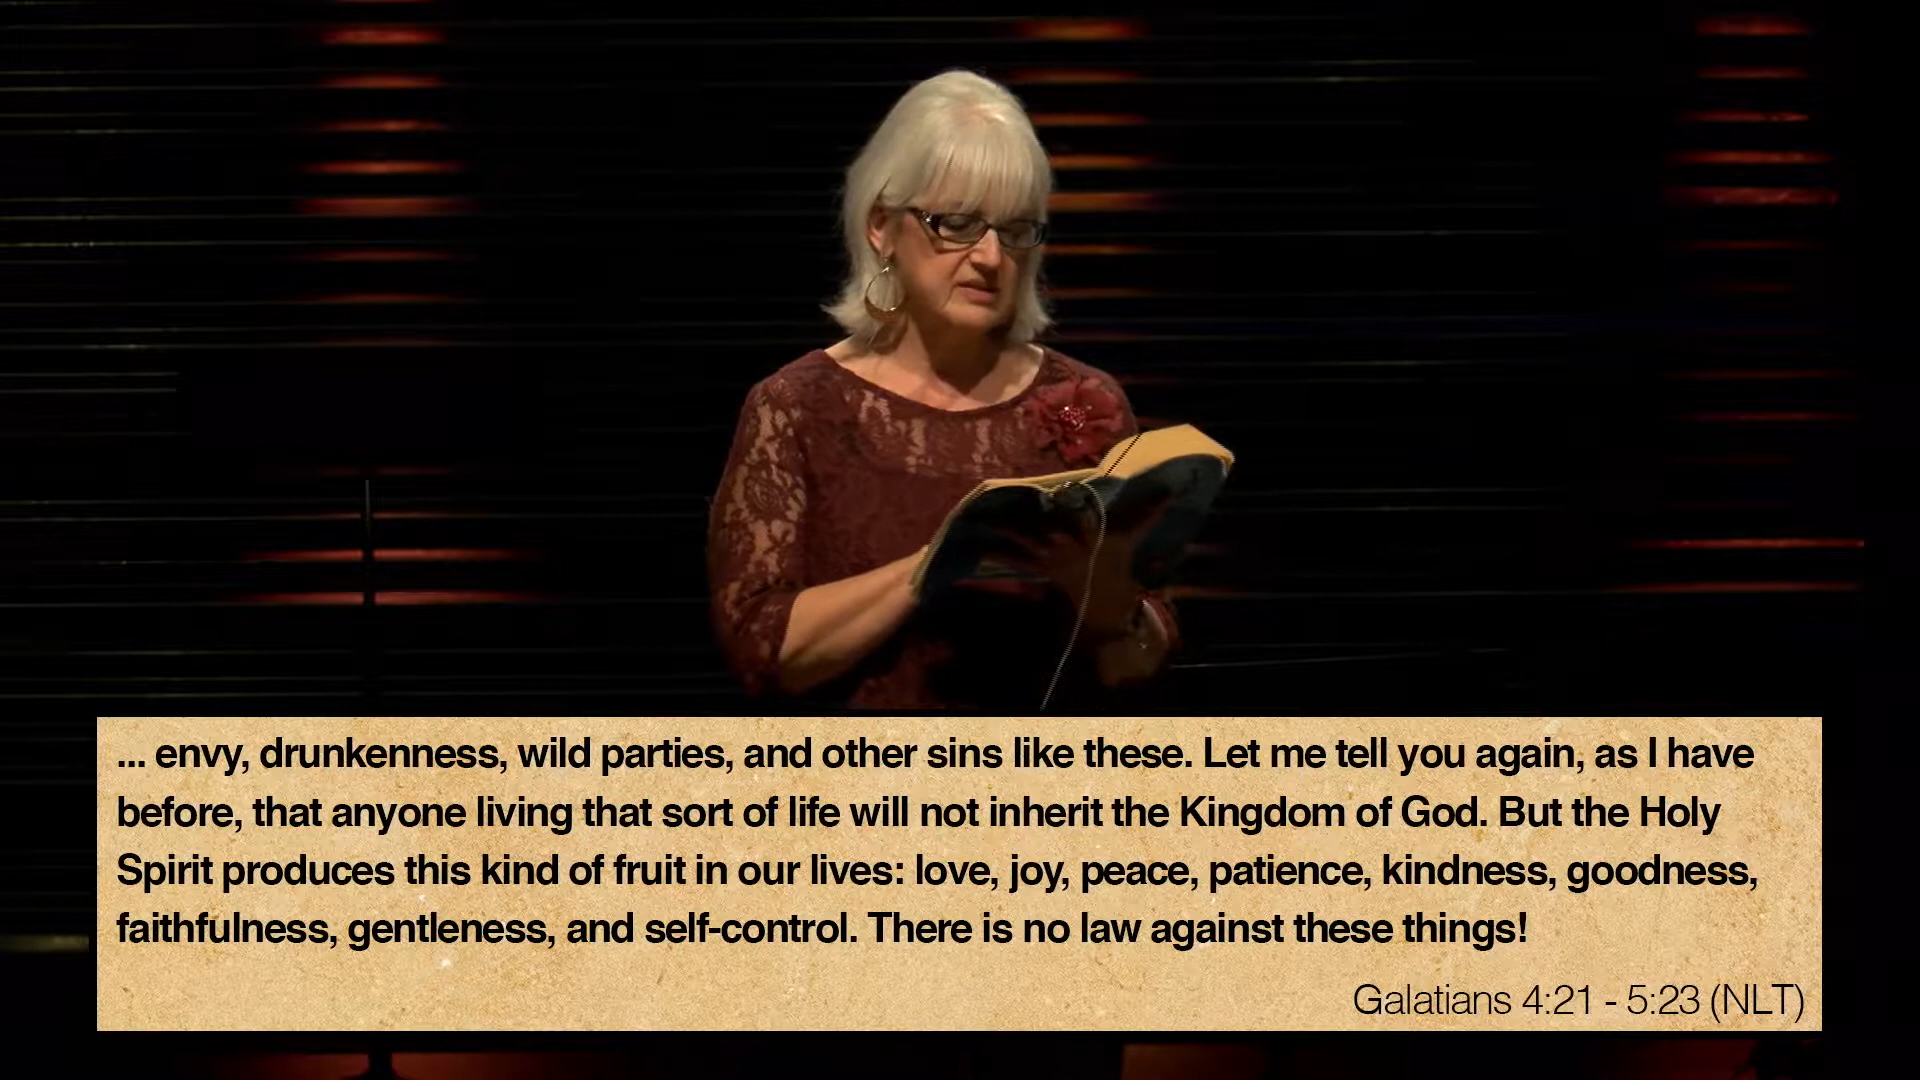 ... envy, drunkenness, wild parties, and other sins like these. Let me tell you again, as I have
before, that anyone living that sort of life will not inherit the Kingdom of God. But the Holy
Spirit produces this kind of fruit in our lives: love, joy, peace, patience, kindness, goodness,
faithfulness, gentleness, and self-control. There is no law against these things!
Galatians 4:21 - 5:23 (NLT)